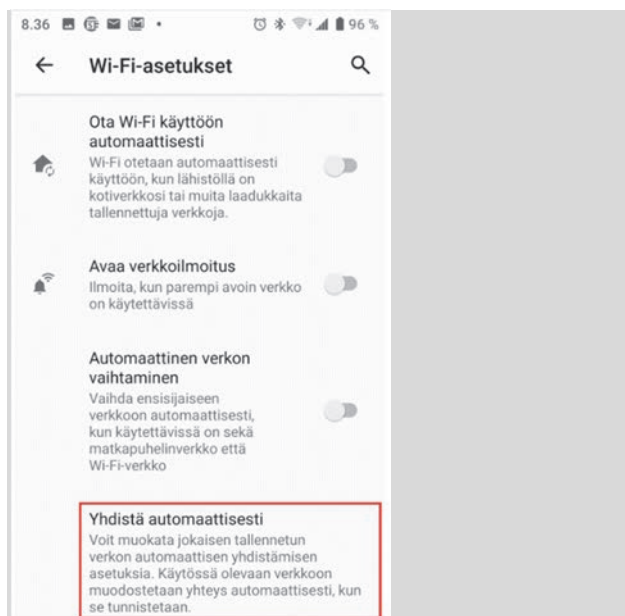 8.36 96 %
Wi-Fi-asetukset
Ota Wi-Fi käyttöön
automaattisesti
Wi-Fi otetaan automaattisesti
käyttöön, kun lähistöllä on
kotiverkkosi tai muita laadukkaita
tallennettuja verkkoja.
Avaa verkkoilmoitus
Ilmoita, kun parempi avoin verkko
on käytettävissä
Automaattinen verkon
vaihtaminen
Vaihda ensisijaiseen
verkkoon automaattisesti,
kun käytettävissä on sekä
matkapuhelinverkko että
Wi-Fi-verkko
Yhdistä automaattisesti
Voit muokata jokaisen tallennetun
verkon automaattisen yhdistämisen
asetuksia. Käytössä olevaan verkkoon
muodostetaan yhteys automaattisesti, kun
se tunnistetaan.